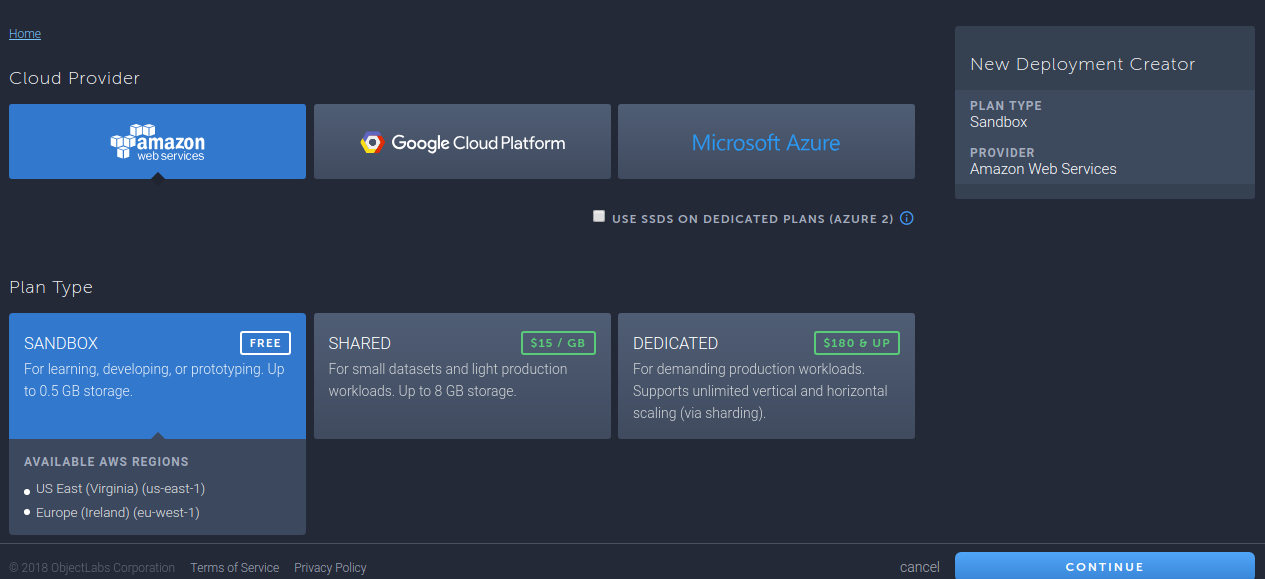 Home
Cloud Provider
amazon
web services
Google Cloud Platform
Microsoft Azure
USE SSDS ON DEDICATED PLANS (AZURE 2)
Plan Type
SANDBOX FREE
For learning, developing, or prototyping. Up
to 0.5 GB storage.
SHARED $15 / GB
For small datasets and light production
workloads. Up to 8 GB storage.
DEDICATED $180 & UP
For demanding production workloads.
Supports unlimited vertical and horizontal
scaling (via sharding).
AVAILABLE AWS REGIONS
US East (Virginia) (us-east-1)
Europe (Ireland) (eu-west-1)
New Deployment Creator
PLAN TYPE
Sandbox
PROVIDER
Amazon Web Services
© 2018 ObjectLabs Corporation Terms of Service Privacy Policy
cancel CONTINUE